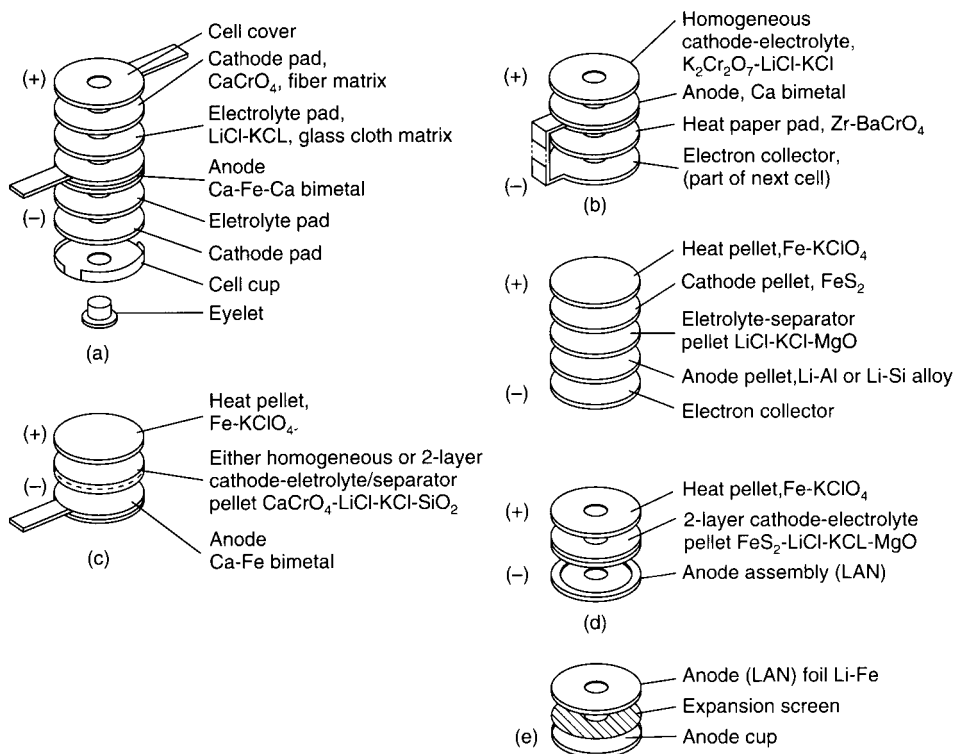 Cell cover
(+)
Cathode pad,
CaCrO₄, fiber matrix
Electrolyte pad,
LiCl-KCL, glass cloth matrix
Anode
Ca-Fe-Ca bimetal
(–)
Eletrolyte pad
Cathode pad
Cell cup
Eyelet
(a)
Homogeneous
cathode-electrolyte,
K₂Cr₂O₇-LiCl-KCl
(+)
Anode, Ca bimetal
Heat paper pad, Zr-BaCrO₄
Electron collector,
(part of next cell)
(–)
(b)
Heat pellet,
Fe-KClO₄.
(+)
Either homogeneous or 2-layer
cathode-eletrolyte/separator
pellet CaCrO₄-LiCl-KCl-SiO₂
(–)
Anode
Ca-Fe bimetal
(c)
Heat pellet,Fe-KClO₄
(+)
Cathode pellet, FeS₂
Eletrolyte-separator
pellet LiCl-KCl-MgO
Anode pellet,Li-Al or Li-Si alloy
(–)
Electron collector
Heat pellet,Fe-KClO₄
(+)
2-layer cathode-electrolyte
pellet FeS₂-LiCl-KCL-MgO
(–)
Anode assembly (LAN)
(d)
Anode (LAN) foil Li-Fe
Expansion screen
(e)
Anode cup